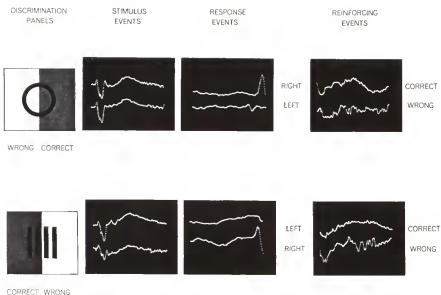 DISCRIMINATION STIMULUS RESPONSE REINFORCING
PANELS EVENTS EVENTS EVENTS
RIGHT CORRECT
LEFT WRONG
WRONG CORRECT
LEFT CORRECT
RIGHT WRONG
CORRECT WRONG